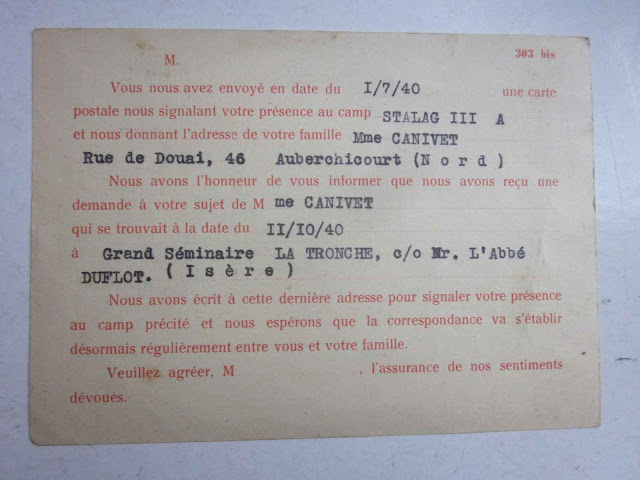 M. 303 bis
Vous nous avez envoyé en date du I/7/40 une carte
postale nous signalant votre présence au camp STALAG III A
et nous donnant l'adresse de votre famille Mme CANIVET
Rue de Douai, 46 Auberchicourt (N o r d )
Nous avons l'honneur de vous informer que nous avons reçu une
demande à votre sujet de M me CANIVET
qui se trouvait à la date du II/IO/40
à Grand Séminaire LA TRONCHE, c/o Mr. L'Abbé
DUFLOT. ( I s è r e )
Nous avons écrit à cette dernière adresse pour signaler votre présence
au camp précité et nous espérons que la correspondance va s'établir
désormais régulièrement entre vous et votre famille.
Veuillez agréer, M , l'assurance de nos sentiments
dévoués.